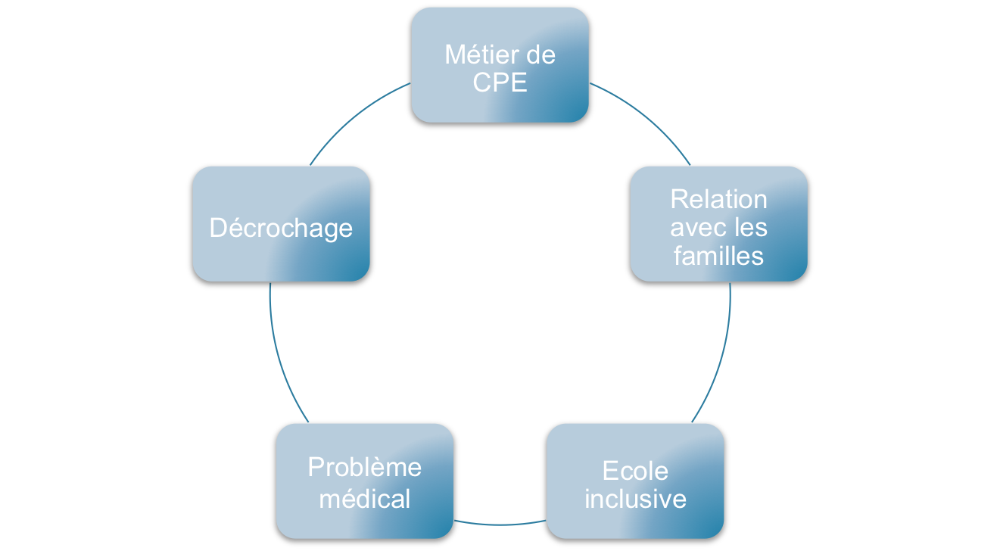 Métier de
CPE
Relation
avec les
familles
Ecole
inclusive
Problème
médical
Décrochage